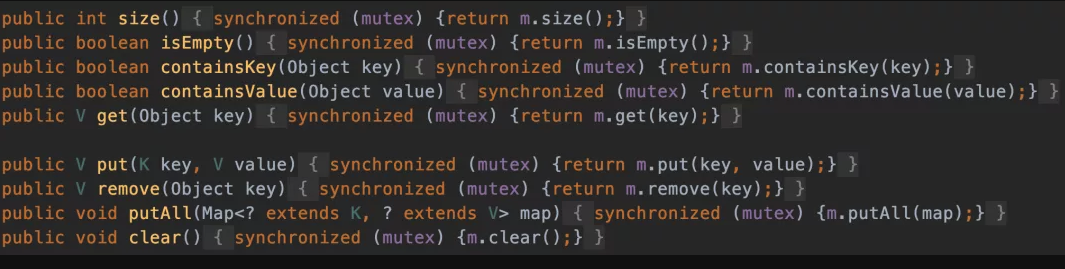 public int size() { synchronized (mutex) {return m.size();} }
public boolean isEmpty() { synchronized (mutex) {return m.isEmpty();} }
public boolean containsKey(Object key) { synchronized (mutex) {return m.containsKey(key);} }
public boolean containsValue(Object value) { synchronized (mutex) {return m.containsValue(value);} }
public V get(Object key) { synchronized (mutex) {return m.get(key);} }
public V put(K key, V value) { synchronized (mutex) {return m.put(key, value);} }
public V remove(Object key) { synchronized (mutex) {return m.remove(key);} }
public void putAll(Map<? extends K, ? extends V> map) { synchronized (mutex) {m.putAll(map);} }
public void clear() { synchronized (mutex) {m.clear();} }